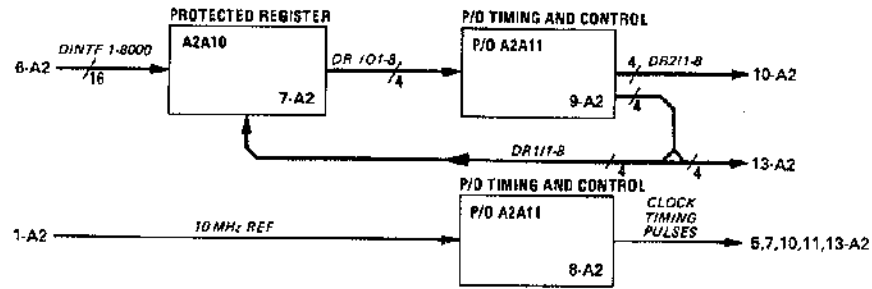 PROTECTED REGISTER
P/O TIMING AND CONTROL
A2A10
P/O A2A11
DINTF 1-8000
6-A2
16
7-A2
DR 1O1-8
4
4
DR2I1-8
10-A2
9-A2
4
DR1I1-8
4
4
13-A2
P/O TIMING AND CONTROL
P/O A2A11
1-A2
10 MHz REF
8-A2
CLOCK
TIMING
PULSES
6,7,10,11,13-A2